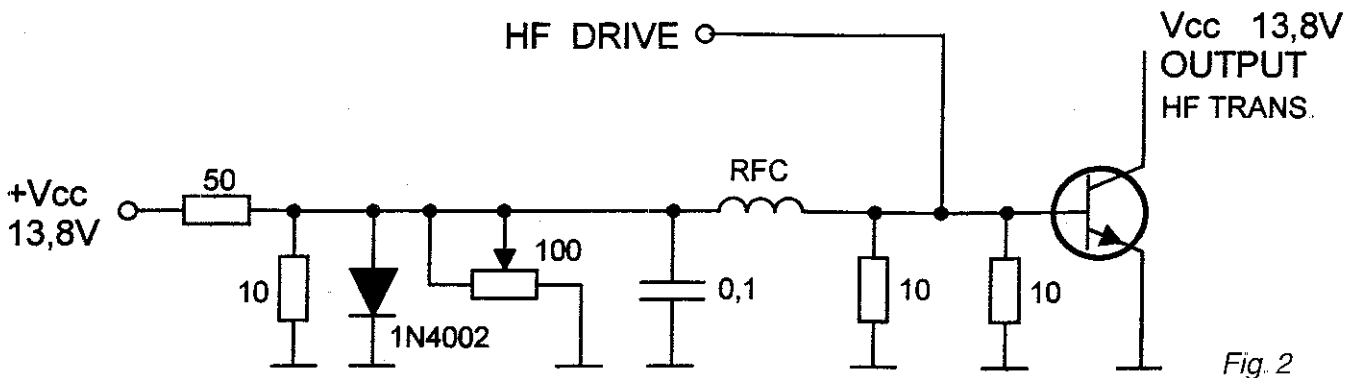 HF DRIVE
Vcc 13,8V
OUTPUT
HF TRANS.
+Vcc
13,8V
50
RFC
10
1N4002
100
0,1
10
10
Fig. 2